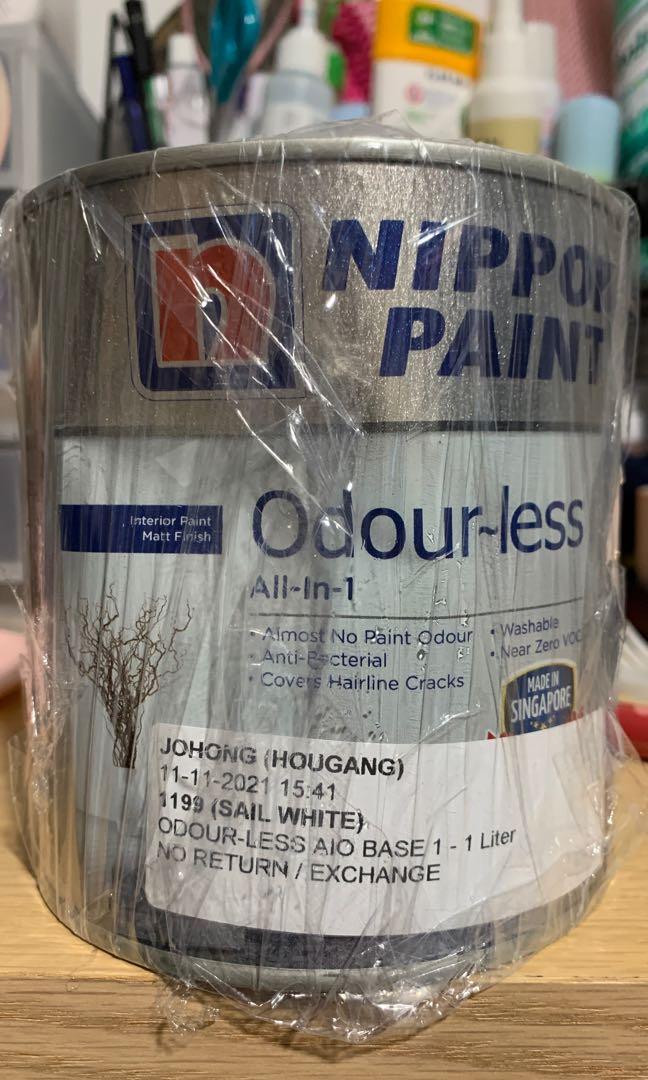 n
NIPPON
PAINT
Interior Paint
Matt Finish
Odour-less
All-In-1
• Almost No Paint Odour
• Anti-Bacterial
• Covers Hairline Cracks
• Washable
• Near Zero VOC
MADE IN
SINGAPORE
JOHONG (HOUGANG)
11-11-2021 15:41
1199 (SAIL WHITE)
ODOUR-LESS AIO BASE 1 - 1 Liter
NO RETURN / EXCHANGE